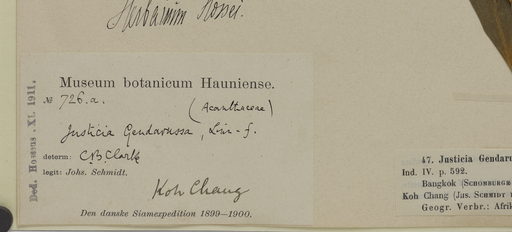 Herbarium Hossei.
Ded. Hosseus. XI. 1911.
Museum botanicum Hauniense.
№ 726.a.
(Acanthaceae)
Justicia Gendarussa, Lin-f.
determ: C.B. Clarke
legit: Johs. Schmidt.
Koh Chang
Den danske Siamexpedition 1899—1900.
47. Justicia Gendaru
Ind. IV. p. 592.
Bangkok (SCHOMBURGK
Koh Chang (JHS. SCHMIDT
Geogr. Verbr.: Afrik